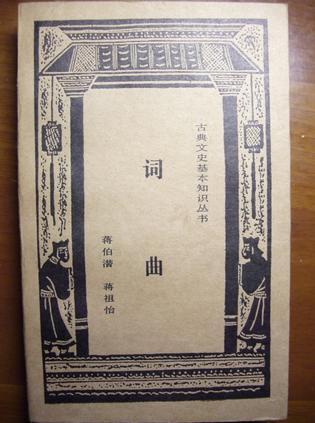 古典文史基本知识丛书
词曲
蒋伯潜 蒋祖怡